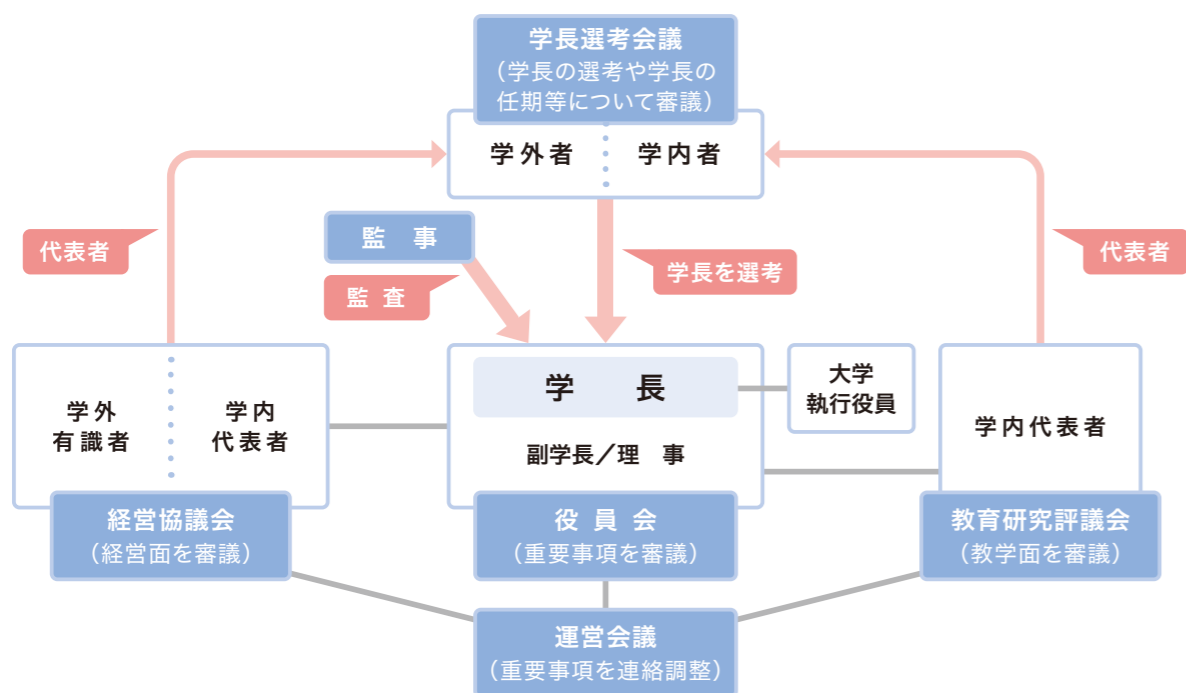 学長選考会議
（学長の選考や学長の
任期等について審議）
学外者
学内者
監　事
代表者
監 査
学長を選考
代表者
学外
有識者
学内
代表者
学　　長
副学長／理　事
大学
執行役員
学内代表者
経営協議会
（経営面を審議）
役 員 会
（重要事項を審議）
教育研究評議会
（教学面を審議）
運営会議
（重要事項を連絡調整）